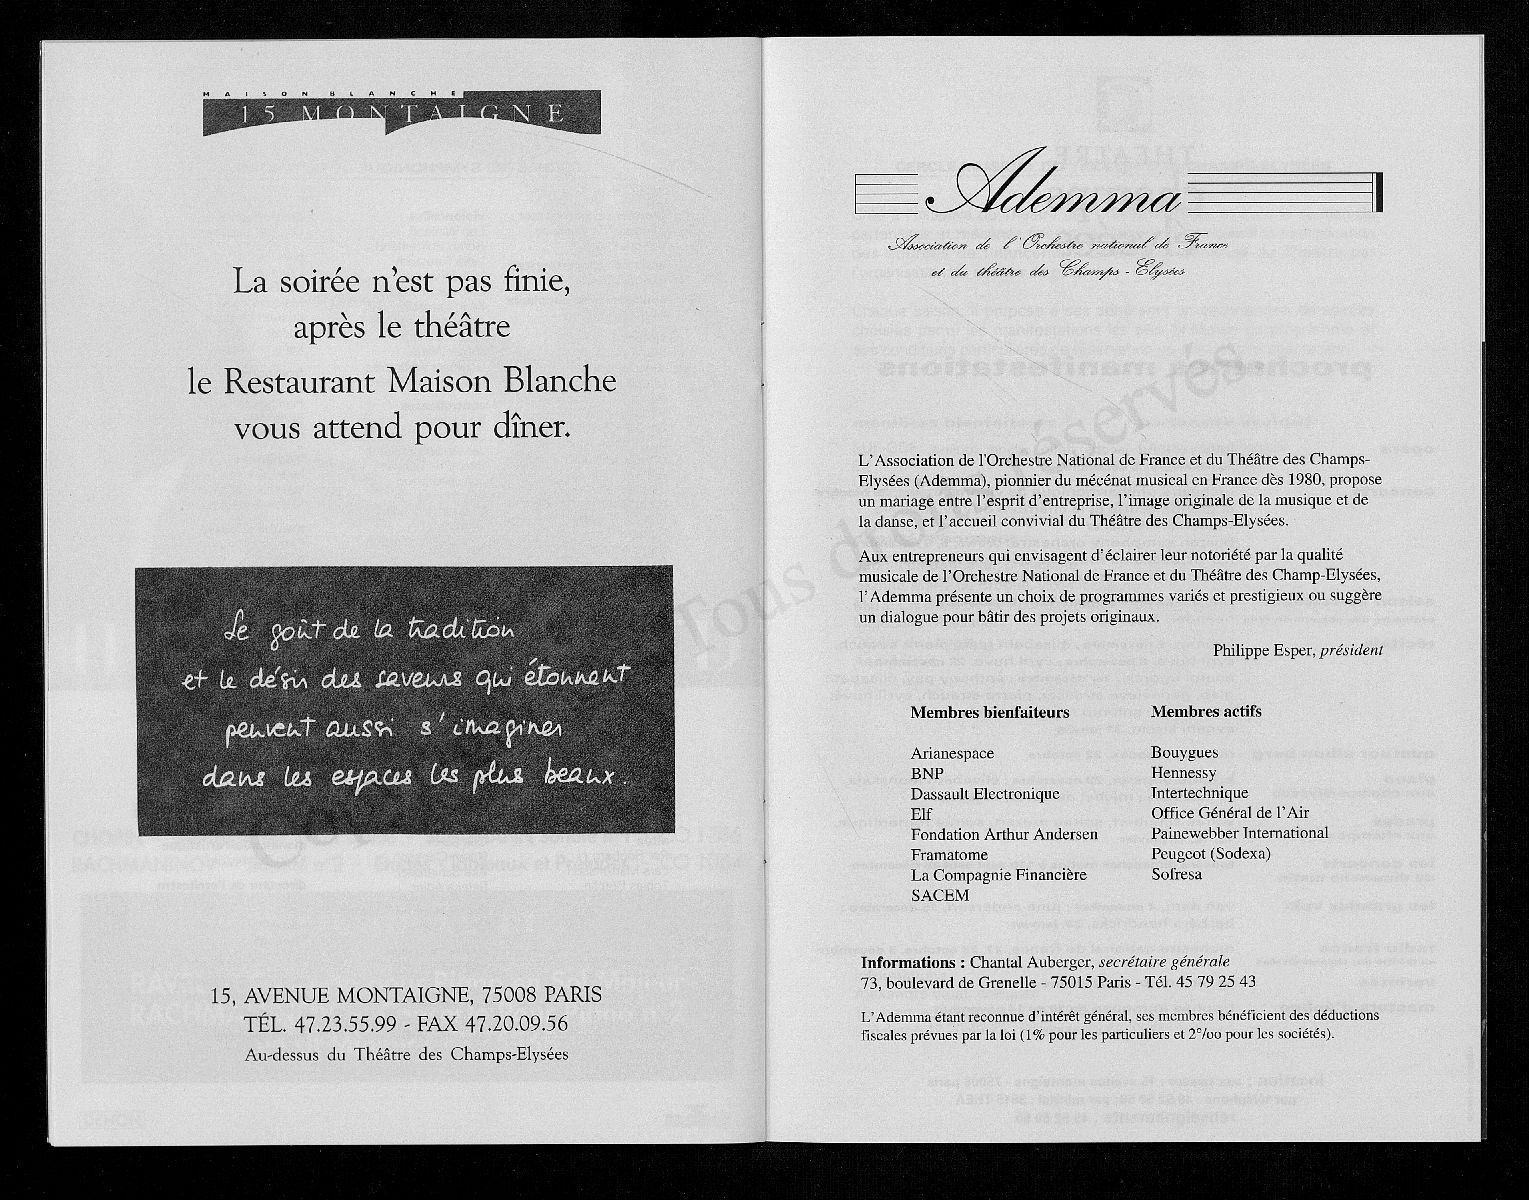 MAISON BLANCHE
15 MONTAIGNE
La soirée n'est pas finie,
après le théâtre
le Restaurant Maison Blanche
vous attend pour dîner.
Le goût de la tradition
et le désir des saveurs qui étonnent
peuvent aussi s'imaginer
dans les espaces les plus beaux.
15, AVENUE MONTAIGNE, 75008 PARIS
TÉL. 47.23.55.99 - FAX 47.20.09.56
Au-dessus du Théâtre des Champs-Elysées
Ademma
Association de l'Orchestre national de France
et du théâtre des Champs-Elysées
L'Association de l'Orchestre National de France et du Théâtre des Champs-
Elysées (Ademma), pionnier du mécénat musical en France dès 1980, propose
un mariage entre l'esprit d'entreprise, l'image originale de la musique et de
la danse, et l'accueil convivial du Théâtre des Champs-Elysées.
Aux entrepreneurs qui envisagent d'éclairer leur notoriété par la qualité
musicale de l'Orchestre National de France et du Théâtre des Champ-Elysées,
l'Ademma présente un choix de programmes variés et prestigieux ou suggère
un dialogue pour bâtir des projets originaux.
Philippe Esper, président
Membres bienfaiteurs
Arianespace
BNP
Dassault Electronique
Elf
Fondation Arthur Andersen
Framatome
La Compagnie Financière
SACEM
Membres actifs
Bouygues
Hennessy
Intertechnique
Office Général de l'Air
Painewebber International
Peugeot (Sodexa)
Sofresa
Informations : Chantal Auberger, secrétaire générale
73, boulevard de Grenelle - 75015 Paris - Tél. 45 79 25 43
L'Ademma étant reconnue d'intérêt général, ses membres bénéficient des déductions
fiscales prévues par la loi (1% pour les particuliers et 2°/oo pour les sociétés).
Tous droits réservés